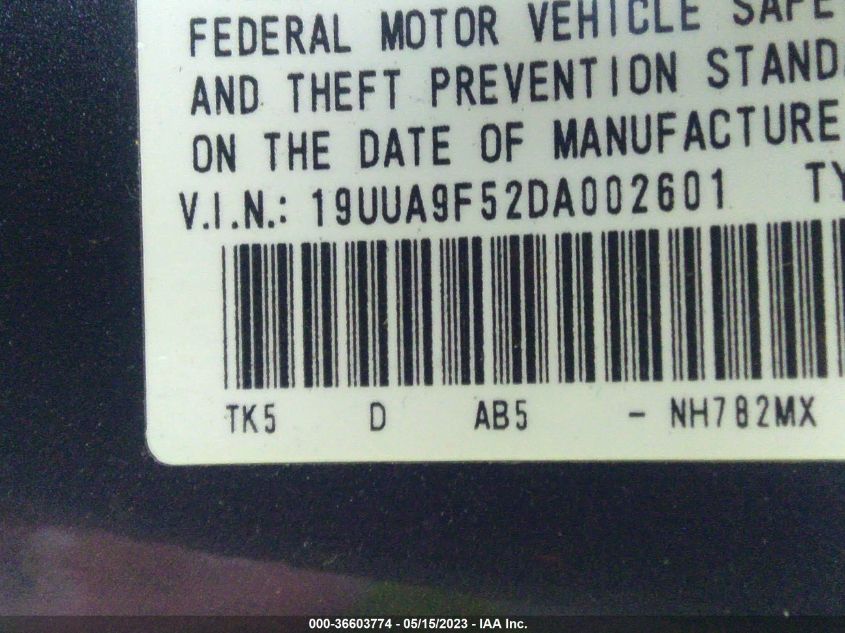 FEDERAL MOTOR VEHICLE SAFE
AND THEFT PREVENTION STAND
ON THE DATE OF MANUFACTURE
V.I.N.: 19UUA9F52DA002601 TY
TK5 D AB5 - NH782MX
000-36603774 - 05/15/2023 - IAA Inc.